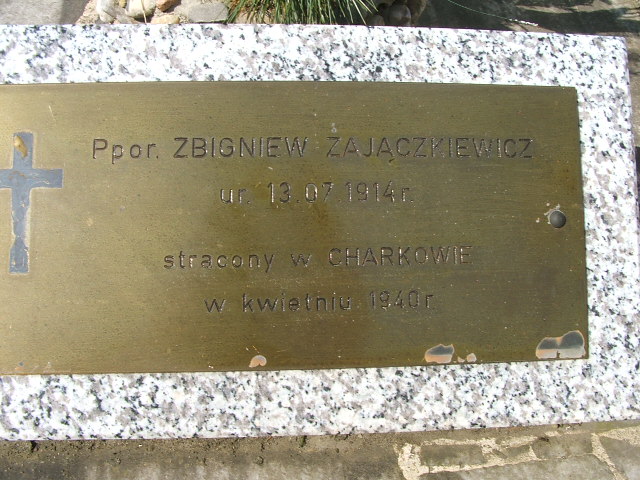 Ppor. ZBIGNIEW ZAJĄCZKIEWICZ
ur. 13.07.1914r.
stracony w CHARKOWIE
w kwietniu 1940r.